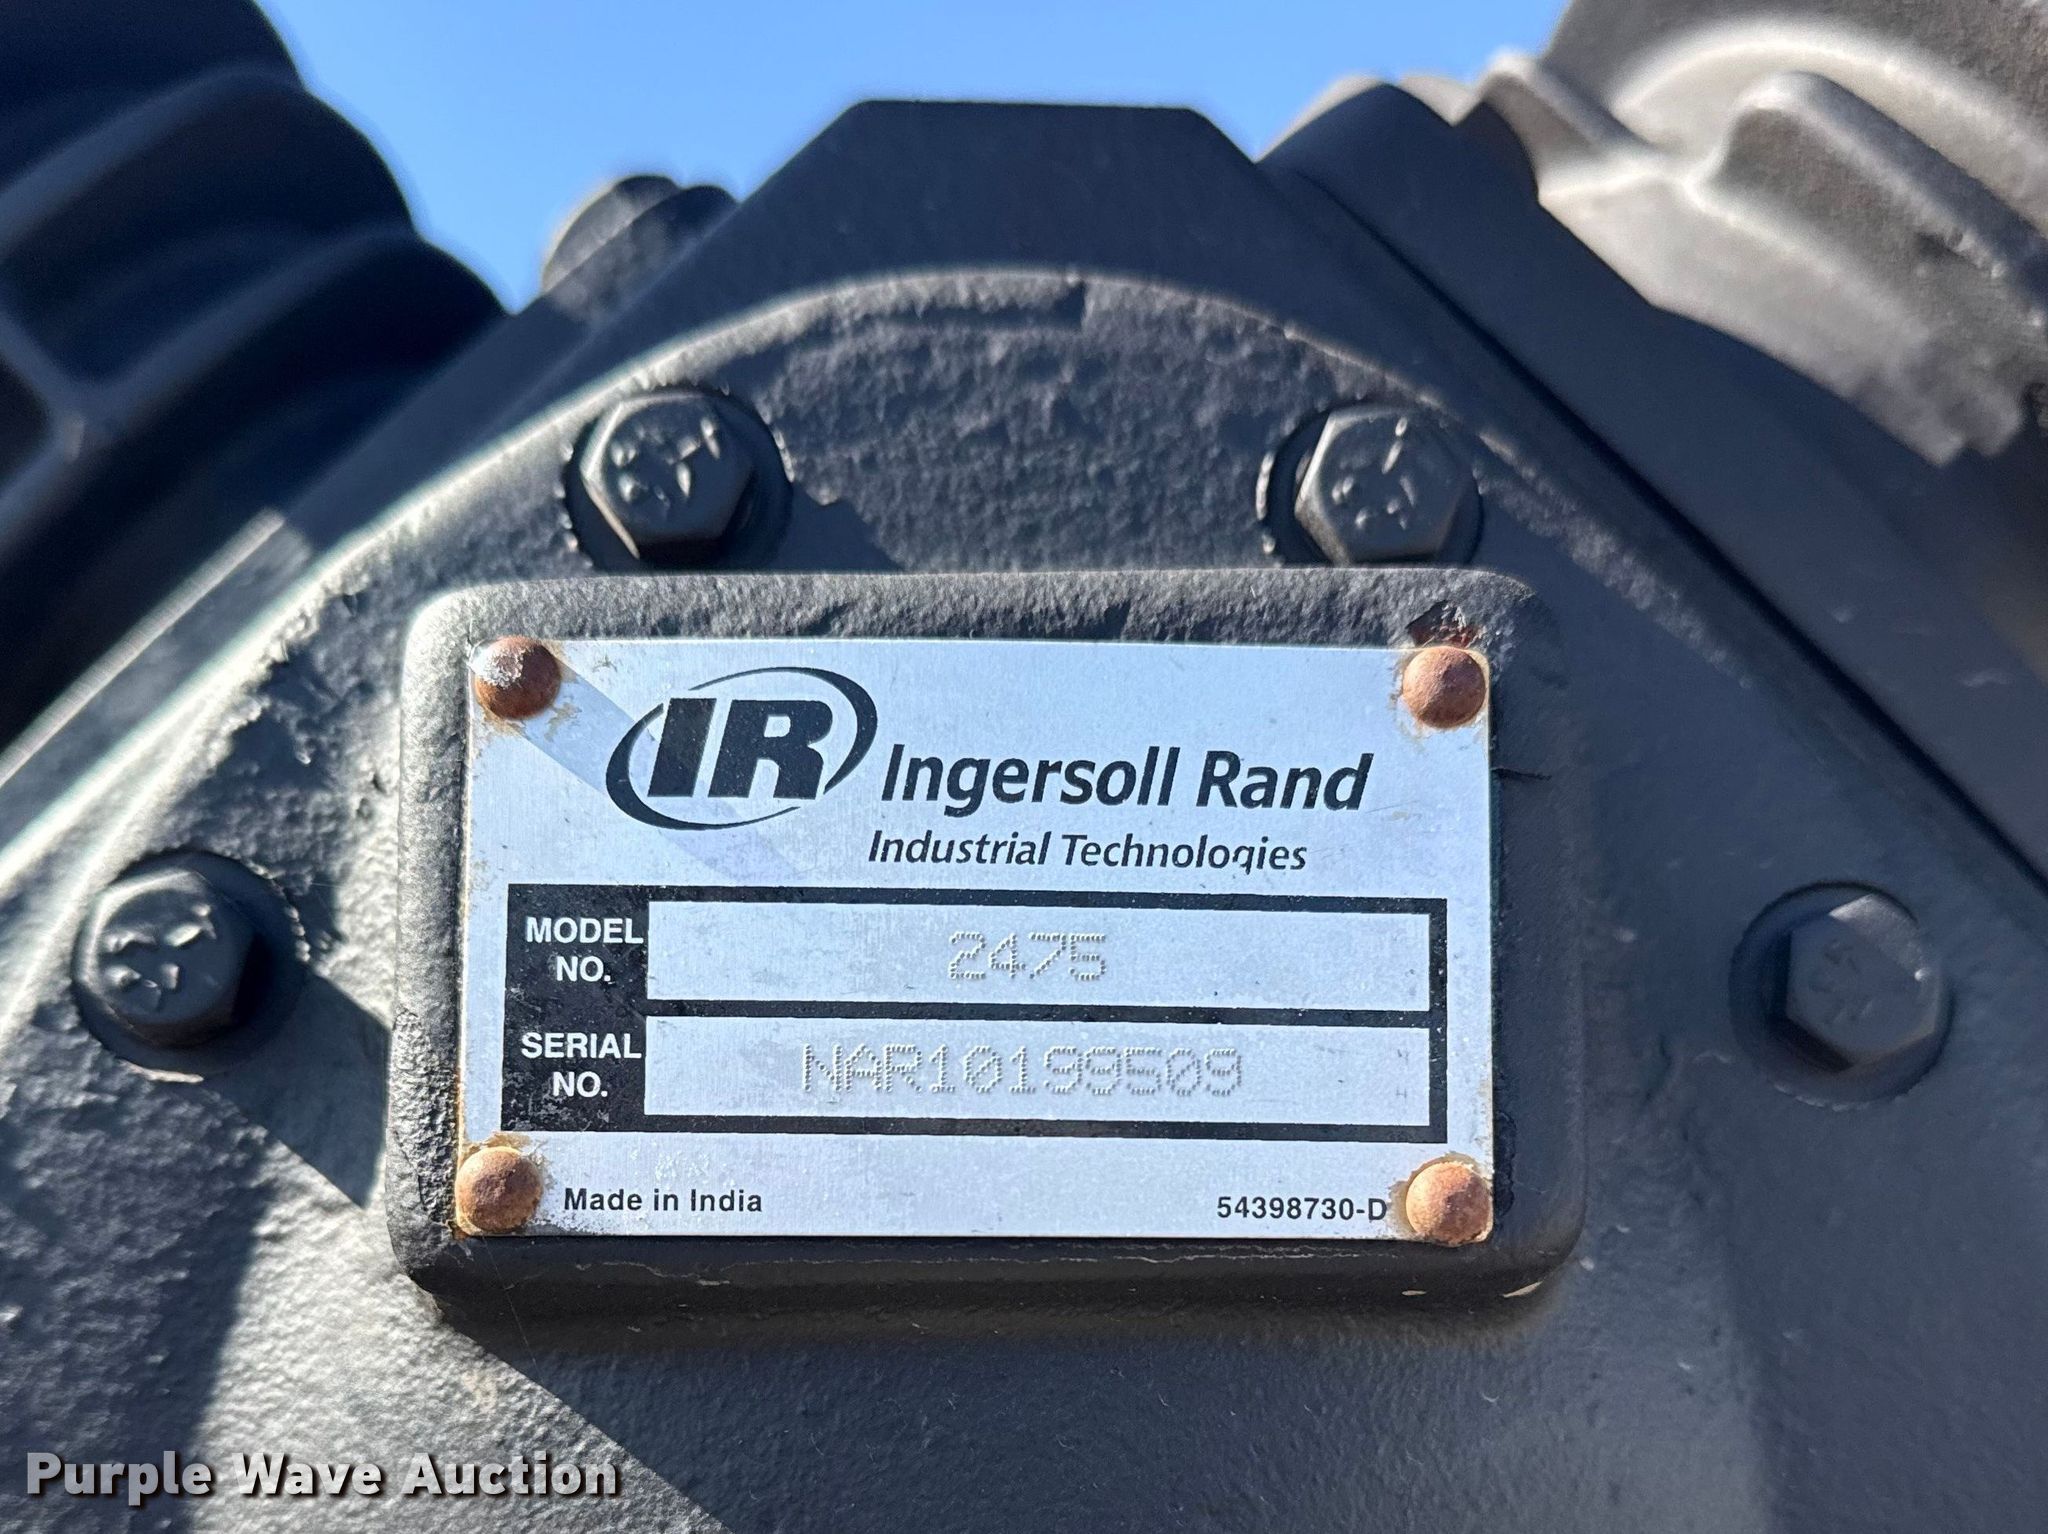 IR Ingersoll Rand
Industrial Technologies
MODEL NO. 2475
SERIAL NO. NAR10199509
Made in India 54398730-D
Purple Wave Auction